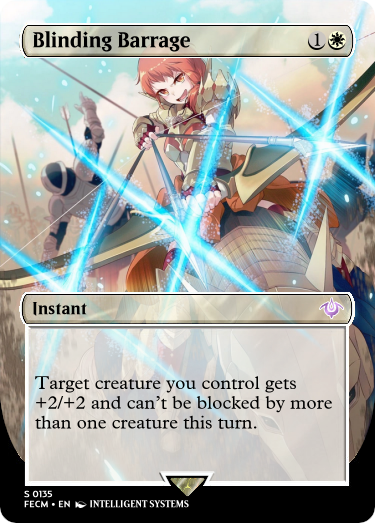 Blinding Barrage 1
Instant
Target creature you control gets
+2/+2 and can't be blocked by more
than one creature this turn.
S 0135
FECM • EN INTELLIGENT SYSTEMS